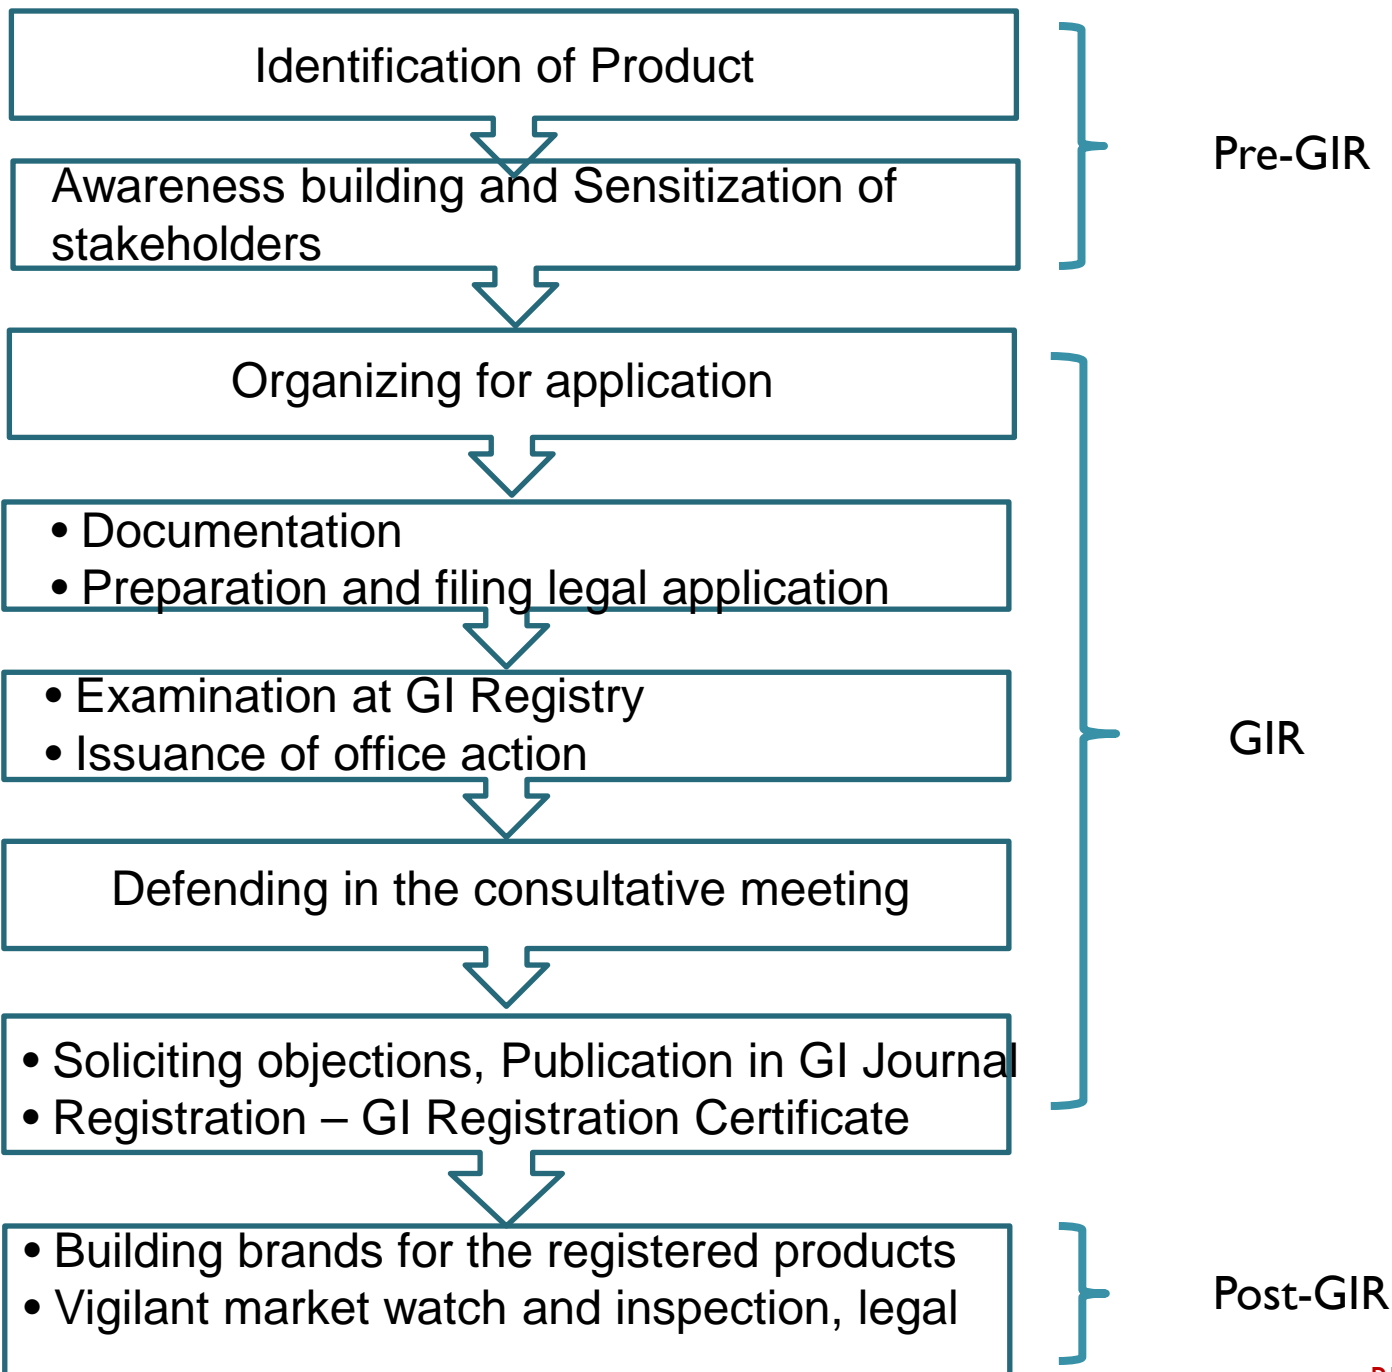 Identification of Product
Pre-GIR
Awareness building and Sensitization of
stakeholders
Organizing for application
• Documentation
• Preparation and filing legal application
• Examination at GI Registry
• Issuance of office action
GIR
Defending in the consultative meeting
• Soliciting objections, Publication in GI Journal
• Registration – GI Registration Certificate
• Building brands for the registered products
• Vigilant market watch and inspection, legal
Post-GIR